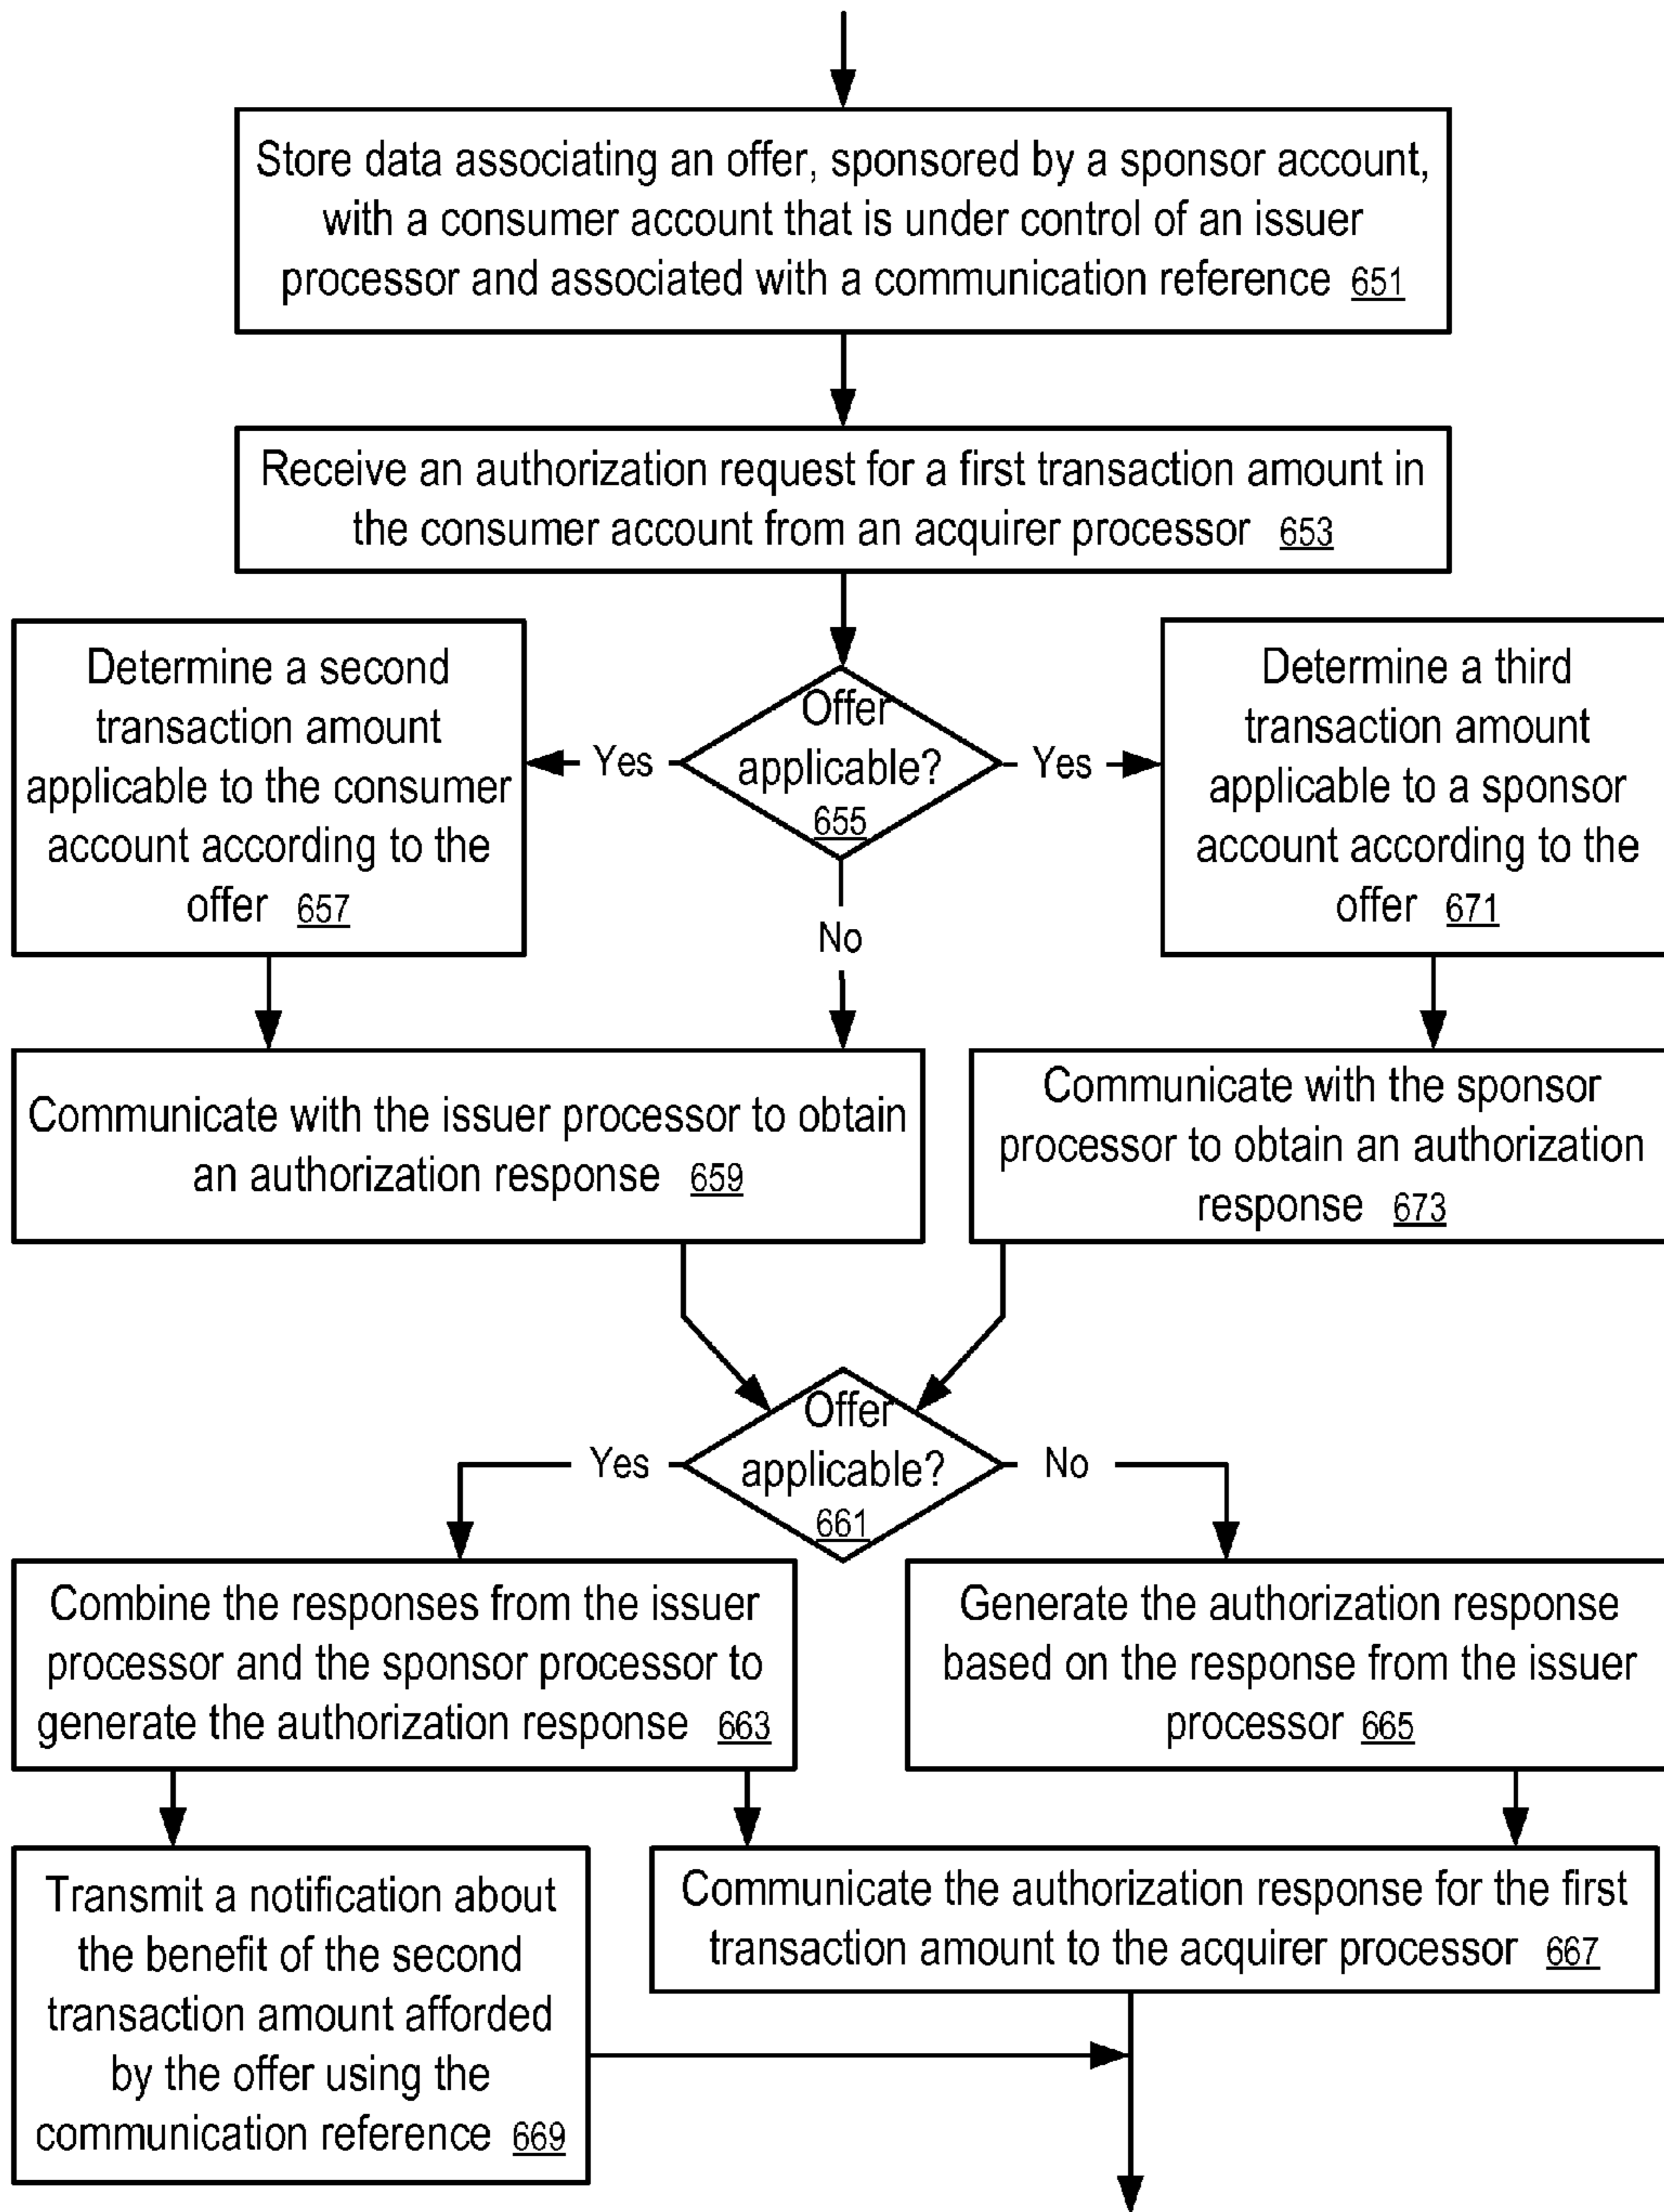 Store data associating an offer, sponsored by a sponsor account,
with a consumer account that is under control of an issuer
processor and associated with a communication reference 651
Receive an authorization request for a first transaction amount in
the consumer account from an acquirer processor 653
Determine a second
transaction amount
applicable to the consumer
account according to the
offer 657
Yes
Offer
applicable?
655
Yes
No
Determine a third
transaction amount
applicable to a sponsor
account according to the
offer 671
Communicate with the issuer processor to obtain
an authorization response 659
Communicate with the sponsor
processor to obtain an authorization
response 673
Yes
Offer
applicable?
661
No
Combine the responses from the issuer
processor and the sponsor processor to
generate the authorization response 663
Generate the authorization response
based on the response from the issuer
processor 665
Transmit a notification about
the benefit of the second
transaction amount afforded
by the offer using the
communication reference 669
Communicate the authorization response for the first
transaction amount to the acquirer processor 667